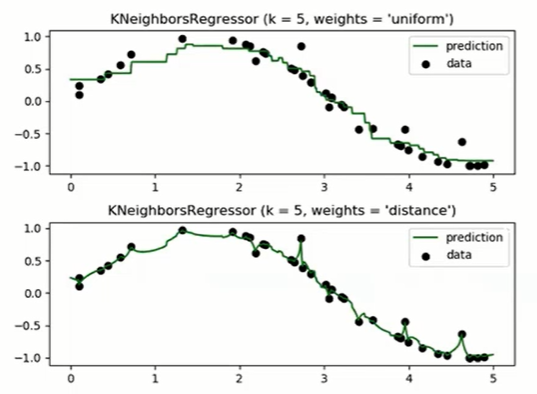 KNeighborsRegressor (k = 5, weights = 'uniform')
1.0
0.5
0.0
−0.5
−1.0
prediction
data
0 1 2 3 4 5
KNeighborsRegressor (k = 5, weights = 'distance')
1.0
0.5
0.0
−0.5
−1.0
prediction
data
0 1 2 3 4 5